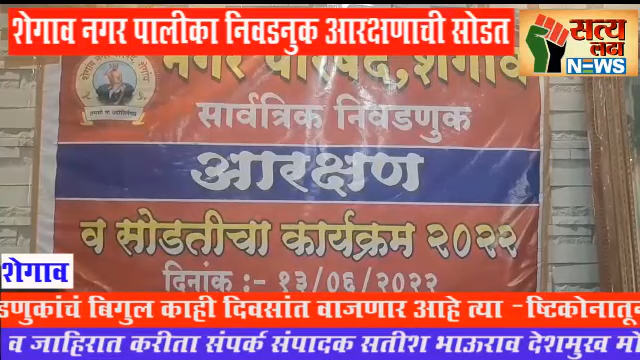 शेगाव नगर पालीका निवडनुक आरक्षणाची सोडत
सत्य
लढा
NEWS
नगर परिषद,शेगाव
सार्वत्रिक निवडणुक
आरक्षण
व सोडतीचा कार्यक्रम २०२२
दिनांक :- १३/०६/२०२२
शेगाव
डणुकांचं बिगुल काही दिवसांत वाजणार आहे त्या -ष्टिकोनातू
व जाहिरात करीता संपर्क संपादक सतीश भाऊराव देशमुख